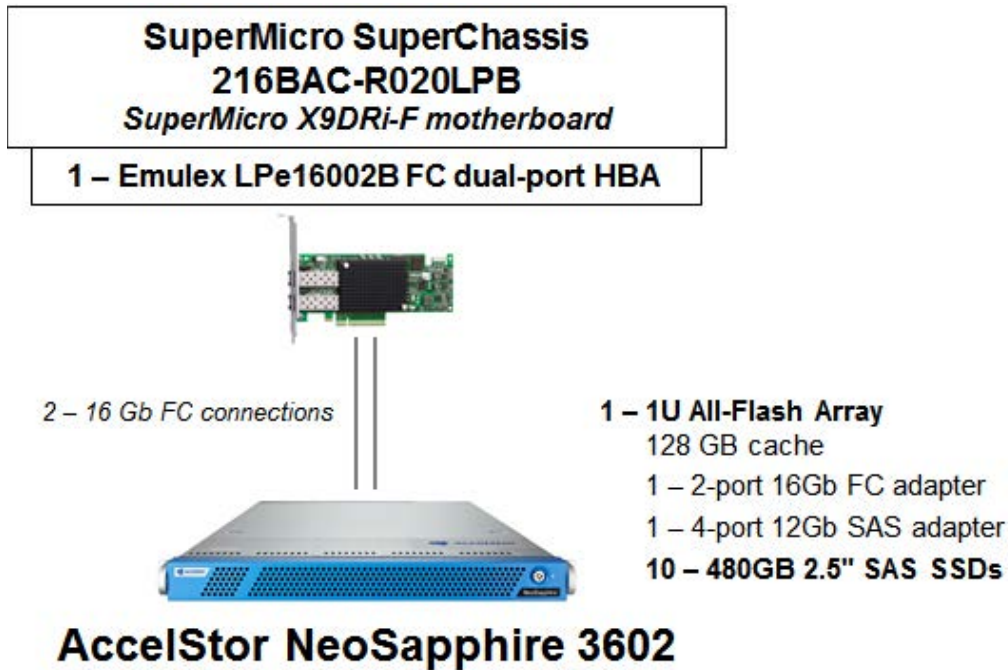 SuperMicro SuperChassis
216BAC-R020LPB
SuperMicro X9DRi-F motherboard
1 – Emulex LPe16002B FC dual-port HBA
2 – 16 Gb FC connections
1 – 1U All-Flash Array
128 GB cache
1 – 2-port 16Gb FC adapter
1 – 4-port 12Gb SAS adapter
10 – 480GB 2.5" SAS SSDs
NeoSapphire
AccelStor NeoSapphire 3602